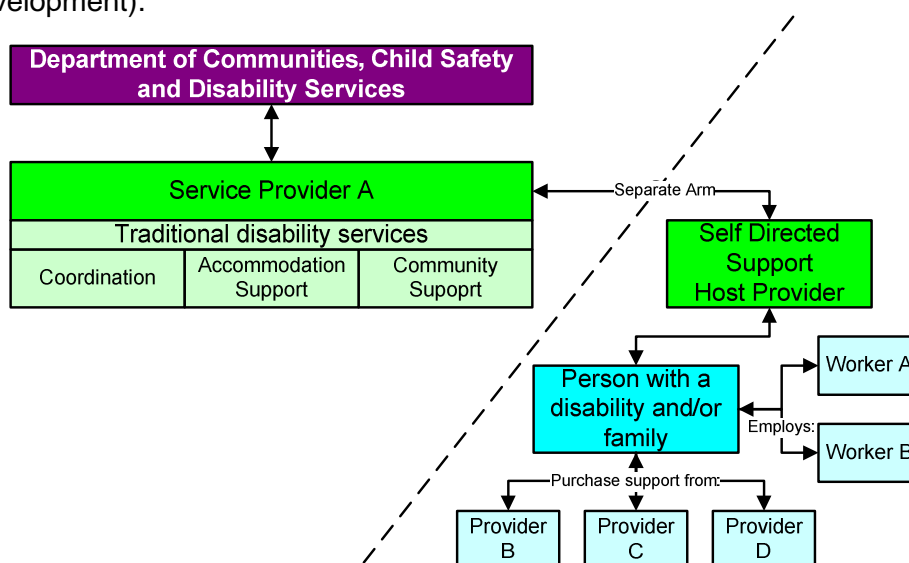 velopment).
Department of Communities, Child Safety
and Disability Services
Service Provider A
Traditional disability services
Coordination
Accommodation
Support
Community
Supoprt
Separate Arm
Self Directed
Support
Host Provider
Person with a
disability and/or
family
Employs:
Worker A
Worker B
Purchase support from:
Provider
B
Provider
C
Provider
D